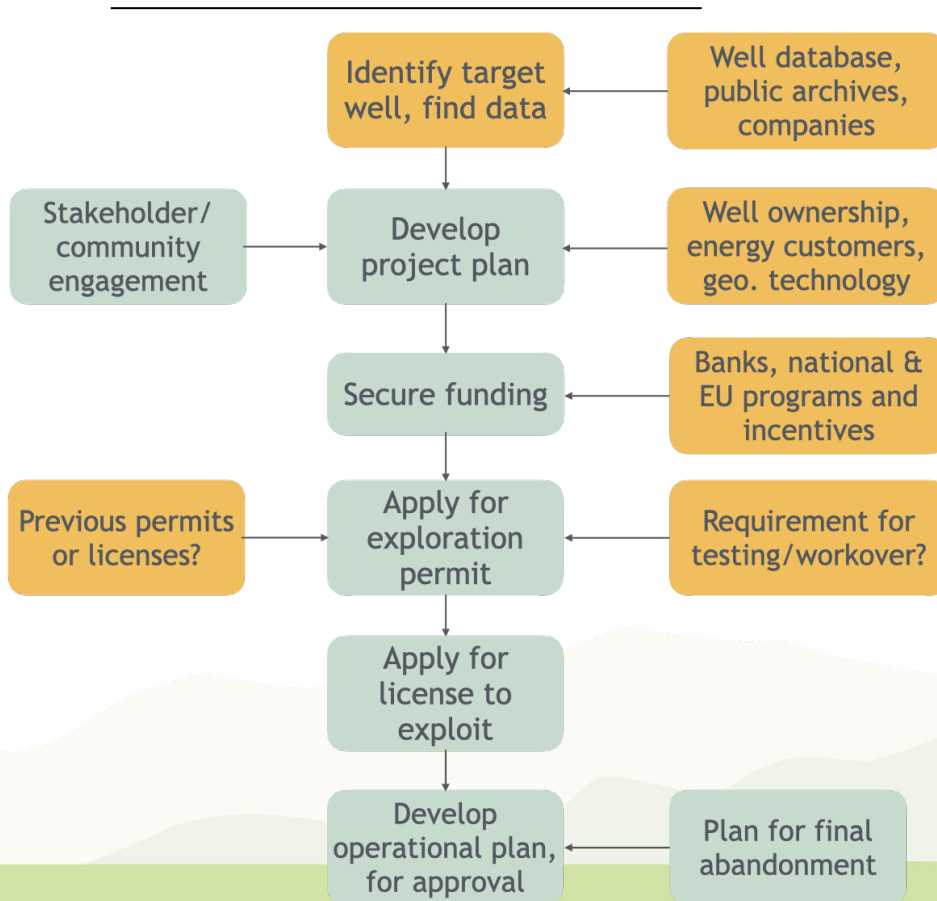 Identify target
well, find data
Well database,
public archives,
companies
Stakeholder/
community
engagement
Develop
project plan
Well ownership,
energy customers,
geo. technology
Secure funding
Banks, national &
EU programs and
incentives
Previous permits
or licenses?
Apply for
exploration
permit
Requirement for
testing/workover?
Apply for
license to
exploit
Develop
operational plan,
for approval
Plan for final
abandonment